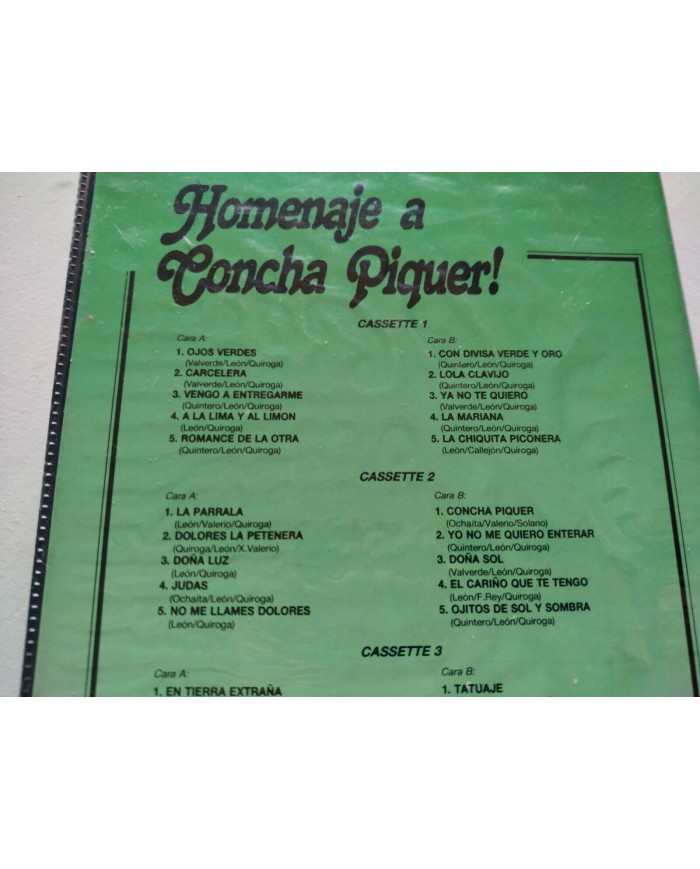 Homenaje a
Concha Piquer!
CASSETTE 1
Cara A:
1. OJOS VERDES
(Valverde/León/Quiroga)
2. CARCELERA
(Valverde/León/Quiroga)
3. VENGO A ENTREGARME
(Quintero/León/Quiroga)
4. A LA LIMA Y AL LIMON
(León/Quiroga)
5. ROMANCE DE LA OTRA
(Quintero/León/Quiroga)
Cara B:
1. CON DIVISA VERDE Y ORO
(Quintero/León/Quiroga)
2. LOLA CLAVIJO
(Quintero/León/Quiroga)
3. YA NO TE QUIERO
(Valverde/León/Quiroga)
4. LA MARIANA
(Quintero/León/Quiroga)
5. LA CHIQUITA PICONERA
(León/Callejón/Quiroga)
CASSETTE 2
Cara A:
1. LA PARRALA
(León/Valerio/Quiroga)
2. DOLORES LA PETENERA
(Quiroga/León/X.Valerio)
3. DOÑA LUZ
(León/Quiroga)
4. JUDAS
(Ochaíta/León/Quiroga)
5. NO ME LLAMES DOLORES
(León/Quiroga)
Cara B:
1. CONCHA PIQUER
(Ochaíta/Valerio/Solano)
2. YO NO ME QUIERO ENTERAR
(Quintero/León/Quiroga)
3. DOÑA SOL
(Valverde/León/Quiroga)
4. EL CARIÑO QUE TE TENGO
(León/F.Rey/Quiroga)
5. OJITOS DE SOL Y SOMBRA
(Quintero/León/Quiroga)
CASSETTE 3
Cara A:
1. EN TIERRA EXTRAÑA
Cara B:
1. TATUAJE